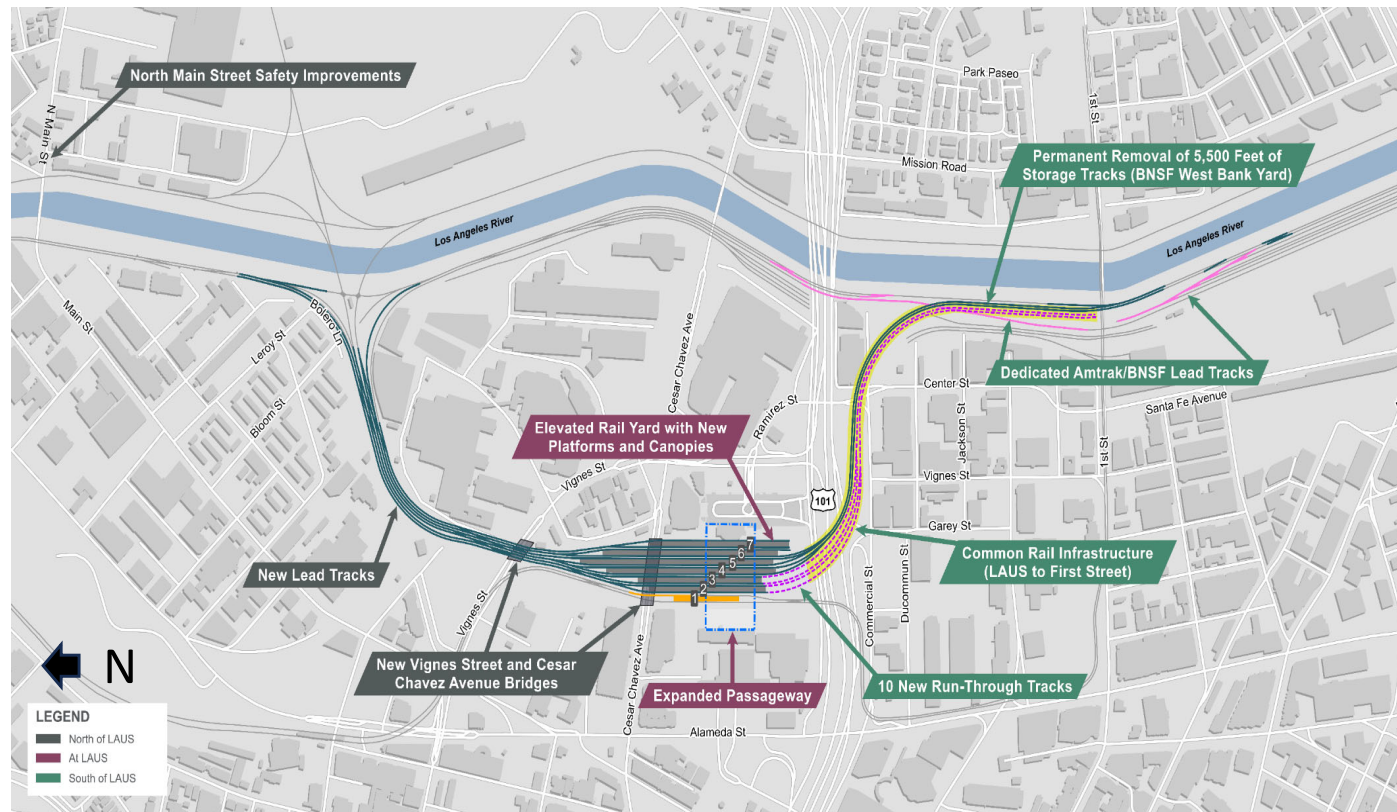 North Main Street Safety Improvements
N Main St
Park Paseo
1st St
Mission Road
Permanent Removal of 5,500 Feet of
Storage Tracks (BNSF West Bank Yard)
Los Angeles River
Los Angeles River
Main St
Bolero Ln
Leroy St
Bloom St
Cesar Chavez Ave
Ramirez St
Dedicated Amtrak/BNSF Lead Tracks
Center St
Santa Fe Avenue
Jackson St
1st St
Elevated Rail Yard with New
Platforms and Canopies
Vignes St
Vignes St
101
Garey St
New Lead Tracks
7
6
5
4
3
2
1
Common Rail Infrastructure
(LAUS to First Street)
Commercial St
Ducommun St
Vignes St
N
New Vignes Street and Cesar
Chavez Avenue Bridges
Cesar Chavez Ave
Expanded Passageway
10 New Run-Through Tracks
Alameda St
LEGEND
North of LAUS
At LAUS
South of LAUS